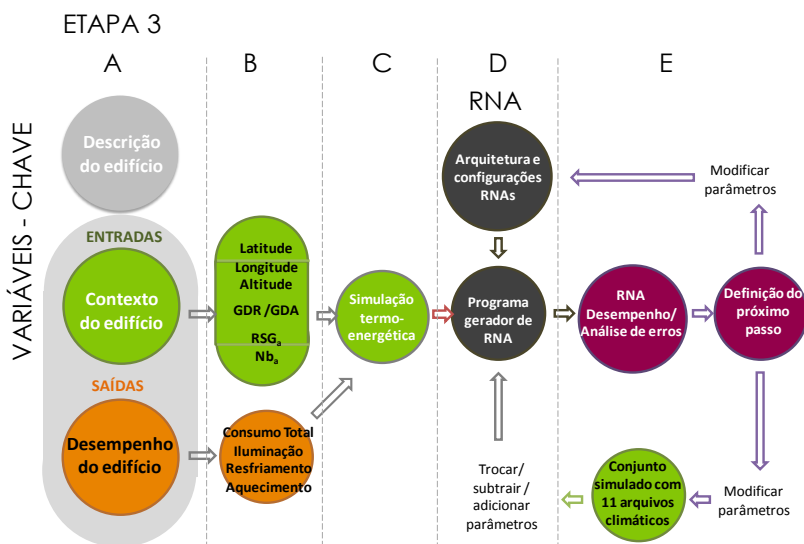 ETAPA 3
A
B
C
D
E
RNA
VARIÁVEIS - CHAVE
Descrição
do edifício
ENTRADAS
Contexto
do edifício
SAÍDAS
Desempenho
do edifício
Latitude
Longitude
Altitude
GDR /GDA
RSGa
Nba
Consumo Total
Iluminação
Resfriamento
Aquecimento
Simulação
termo-
energética
Arquitetura e
configurações
RNAs
Programa
gerador de
RNA
Trocar/
subtrair /
adicionar
parâmetros
RNA
Desempenho/
Análise de erros
Modificar
parâmetros
Definição do
próximo
passo
Conjunto
simulado com
11 arquivos
climáticos
Modificar
parâmetros